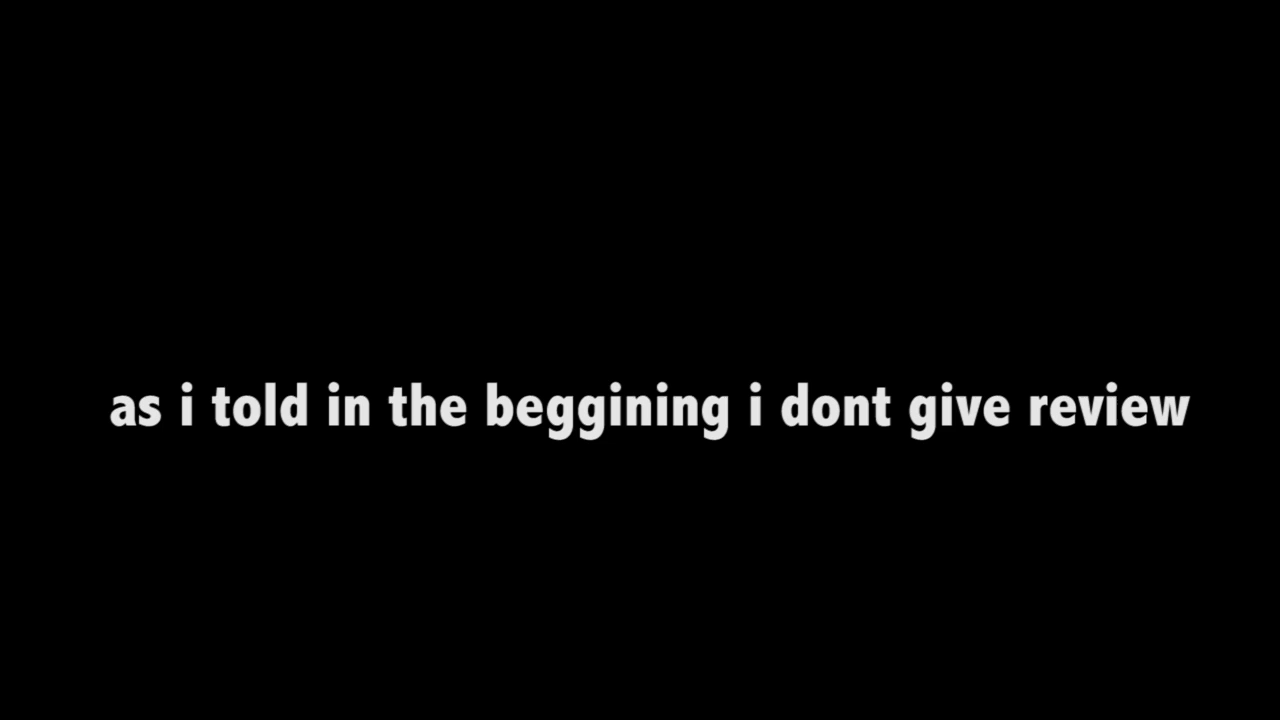 as i told in the beggining i dont give review